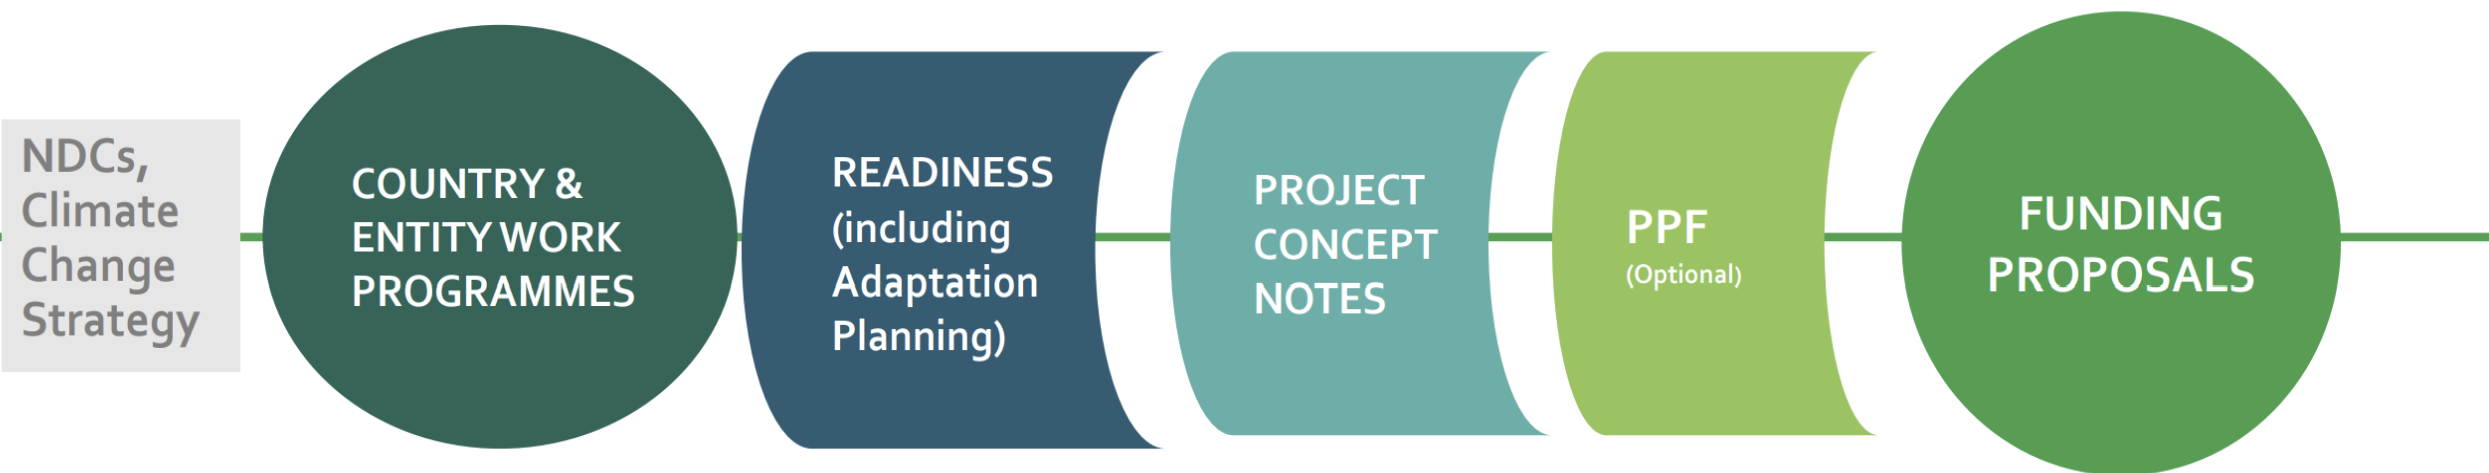 NDCs,
Climate
Change
Strategy
COUNTRY &
ENTITY WORK
PROGRAMMES
READINESS
(including
Adaptation
Planning)
PROJECT
CONCEPT
NOTES
PPF
(Optional)
FUNDING
PROPOSALS